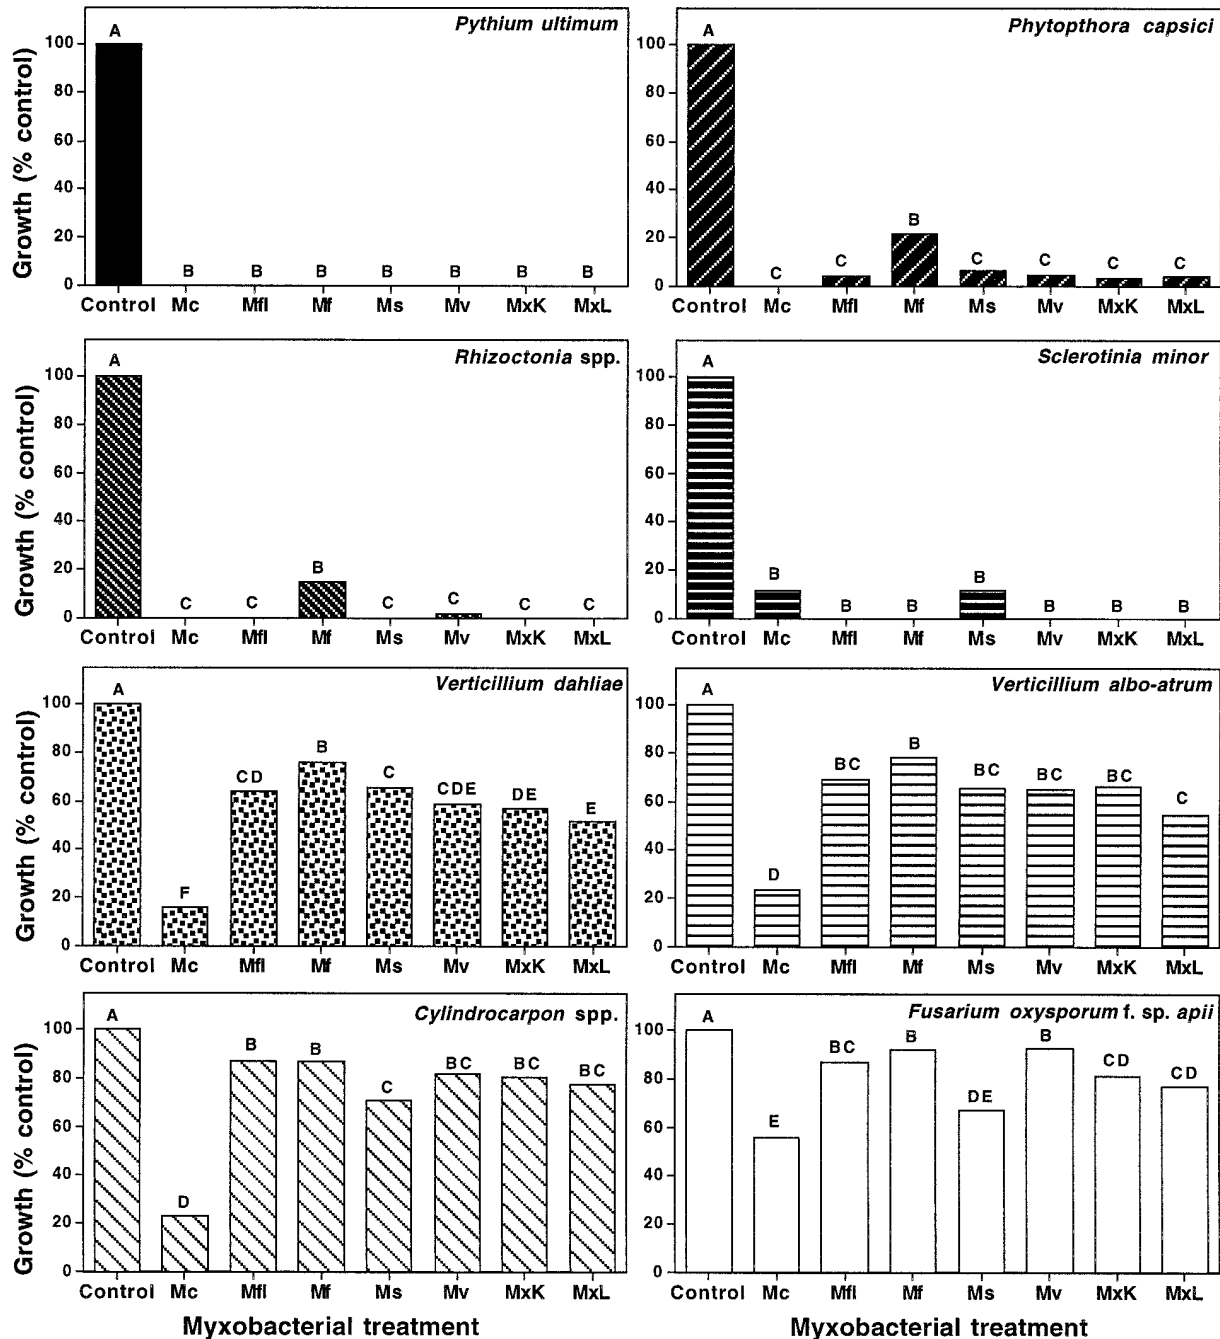 Pythium ultimum
Growth (% control)
100
80
60
40
20
0
A
B B B B B B B
Control Mc Mfl Mf Ms Mv MxK MxL
Phytopthora capsici
100
80
60
40
20
0
A
C C B C C C C
Control Mc Mfl Mf Ms Mv MxK MxL
Rhizoctonia spp.
Growth (% control)
100
80
60
40
20
0
A
C C B C C C C
Control Mc Mfl Mf Ms Mv MxK MxL
Sclerotinia minor
100
80
60
40
20
0
A
B B B B B B B
Control Mc Mfl Mf Ms Mv MxK MxL
Verticillium dahliae
Growth (% control)
100
80
60
40
20
0
A
F CD B C CDE DE E
Control Mc Mfl Mf Ms Mv MxK MxL
Verticillium albo-atrum
100
80
60
40
20
0
A
D BC B BC BC BC C
Control Mc Mfl Mf Ms Mv MxK MxL
Cylindrocarpon spp.
Growth (% control)
100
80
60
40
20
0
A
D B B C BC BC BC
Control Mc Mfl Mf Ms Mv MxK MxL
Myxobacterial treatment
Fusarium oxysporum f. sp. apii
100
80
60
40
20
0
A
E BC B DE B CD CD
Control Mc Mfl Mf Ms Mv MxK MxL
Myxobacterial treatment